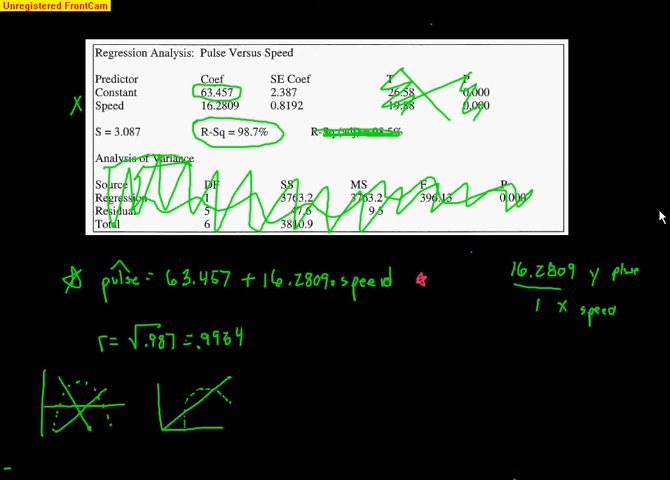 Unregistered FrontCam
Regression Analysis: Pulse Versus Speed
Predictor Coef SE Coef T P
Constant 63.457 2.387 26.58 0.000
Speed 16.2809 0.8192 19.88 0.000
X
S = 3.087 R-Sq = 98.7%
Analysis of Variance
Source DF SS MS F P
Regression 1 3763.2 3763.2 396.13 0.000
Residual 5 9.5
Total 6 3810.9
pulse = 63.457 + 16.2809 · speed
16.2809 y pulse
1 x speed
r = √.987 = .9934